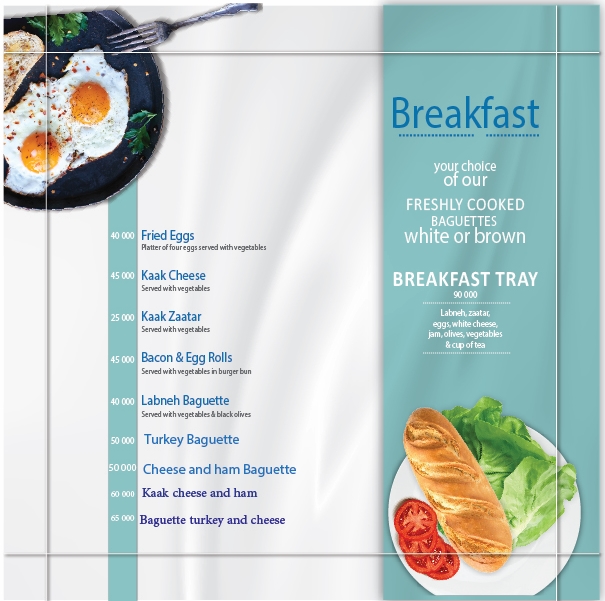 Breakfast
your choice
of our
FRESHLY COOKED
BAGUETTES
white or brown
BREAKFAST TRAY
90 000
Labneh, zaatar,
eggs, white cheese,
jam, olives, vegetables
& cup of tea
40 000 Fried Eggs
Platter of four eggs served with vegetables
45 000 Kaak Cheese
Served with vegetables
25 000 Kaak Zaatar
Served with vegetables
45 000 Bacon & Egg Rolls
Served with vegetables in burger bun
40 000 Labneh Baguette
Served with vegetables & black olives
50 000 Turkey Baguette
50 000 Cheese and ham Baguette
60 000 Kaak cheese and ham
65 000 Baguette turkey and cheese